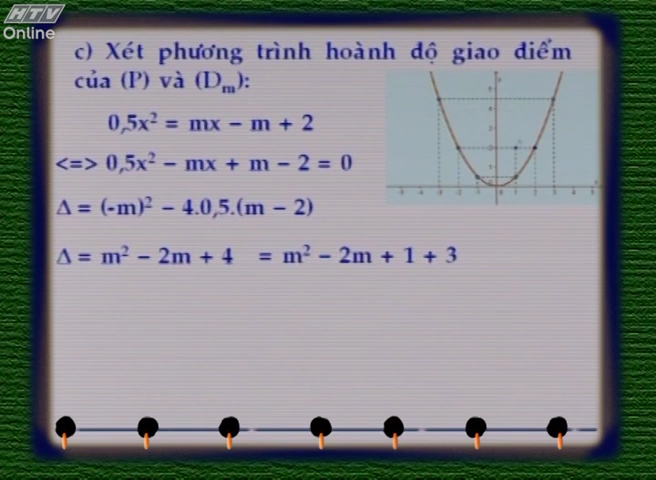 HTV
Online
c) Xét phương trình hoành độ giao điểm
của (P) và (Dₘ):
0,5x² = mx – m + 2
<=> 0,5x² – mx + m – 2 = 0
Δ = (-m)² – 4.0,5.(m – 2)
Δ = m² – 2m + 4 = m² – 2m + 1 + 3